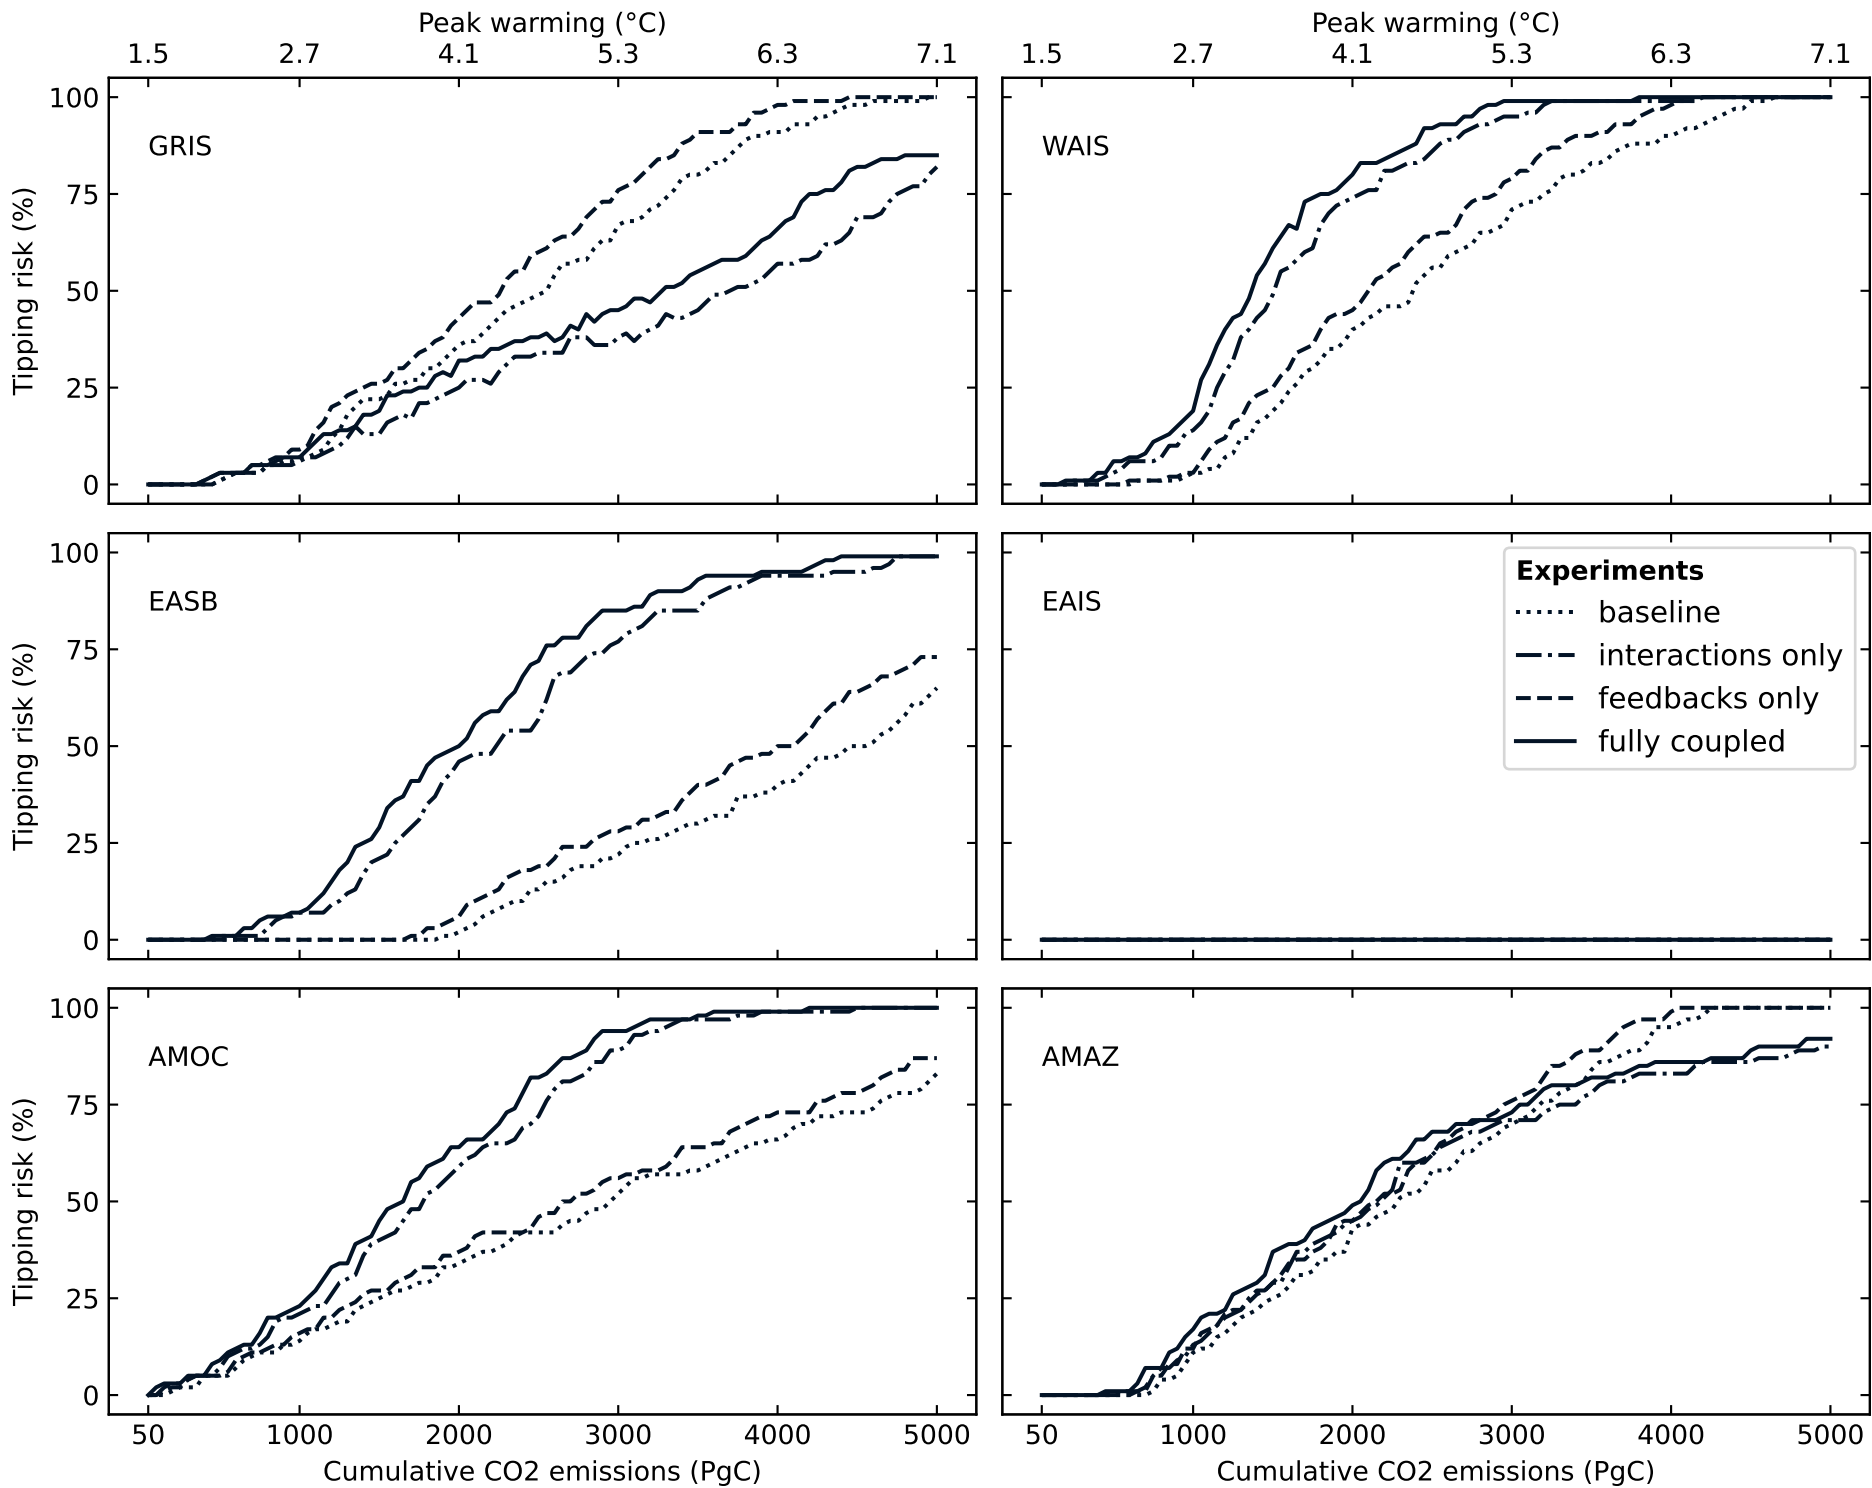 Peak warming (°C)
Peak warming (°C)
1.5 2.7 4.1 5.3 6.3 7.1
1.5 2.7 4.1 5.3 6.3 7.1
Tipping risk (%)
100
75
50
25
0
GRIS
WAIS
Tipping risk (%)
100
75
50
25
0
EASB
EAIS
Experiments
baseline
interactions only
feedbacks only
fully coupled
Tipping risk (%)
100
75
50
25
0
AMOC
AMAZ
50 1000 2000 3000 4000 5000
50 1000 2000 3000 4000 5000
Cumulative CO2 emissions (PgC)
Cumulative CO2 emissions (PgC)